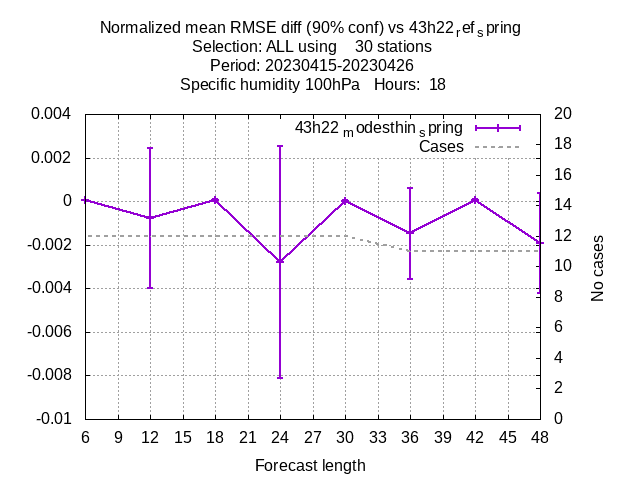 Normalized mean RMSE diff (90% conf) vs 43h22ref spring
Selection: ALL using 30 stations
Period: 20230415-20230426
Specific humidity 100hPa Hours: 18
43h22modesthinspring
Cases
0.004
0.002
0
-0.002
-0.004
-0.006
-0.008
-0.01
20
18
16
14
12
10
8
6
4
2
0
No cases
6 9 12 15 18 21 24 27 30 33 36 39 42 45 48
Forecast length